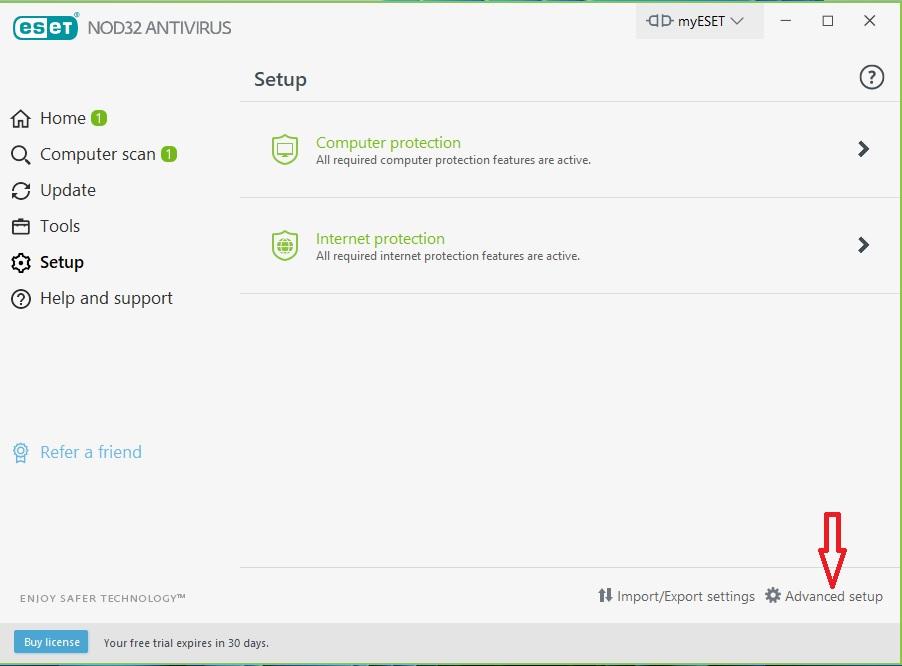 eset® NOD32 ANTIVIRUS
myESET
Setup
?
Home 1
Computer scan 1
Update
Tools
Setup
Help and support
Refer a friend
Computer protection
All required computer protection features are active.
Internet protection
All required internet protection features are active.
ENJOY SAFER TECHNOLOGY™
Import/Export settings
Advanced setup
Buy license
Your free trial expires in 30 days.